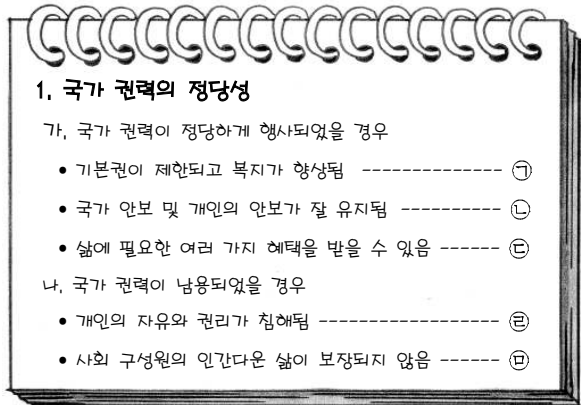 1. 국가 권력의 정당성
가. 국가 권력이 정당하게 행사되었을 경우
• 기본권이 제한되고 복지가 향상됨 -------------- ㉠
• 국가 안보 및 개인의 안보가 잘 유지됨 ---------- ㉡
• 삶에 필요한 여러 가지 혜택을 받을 수 있음 ------ ㉢
나. 국가 권력이 남용되었을 경우
• 개인의 자유와 권리가 침해됨 ------------------ ㉣
• 사회 구성원의 인간다운 삶이 보장되지 않음 ------ ㉤